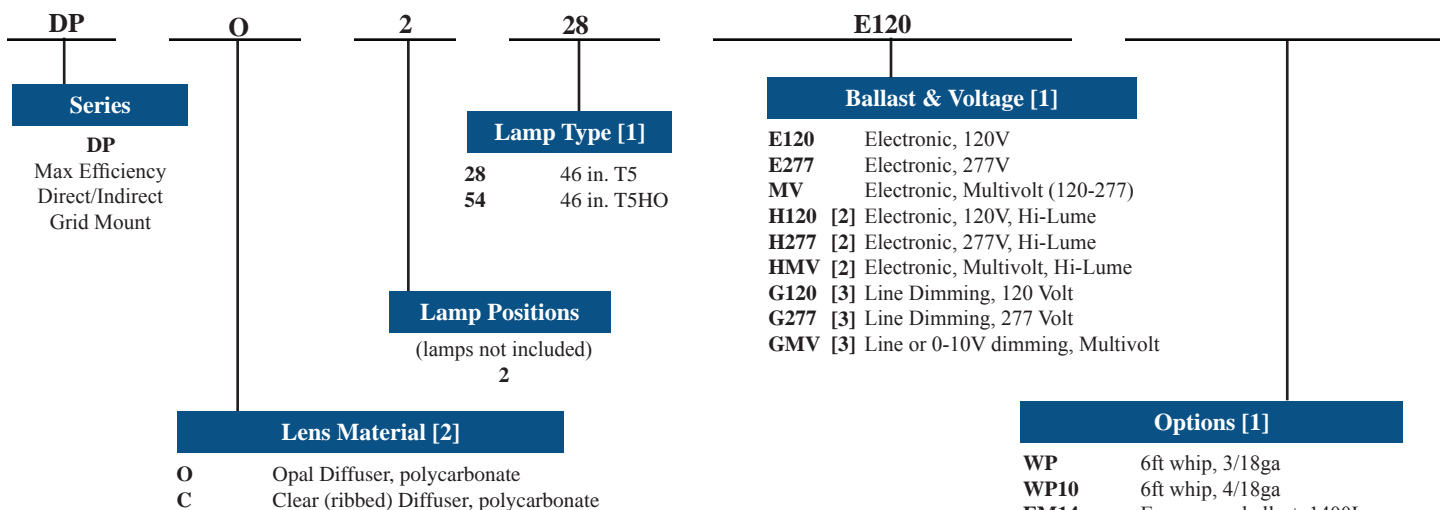 DP O 2 28 E120
Series
DP
Max Efficiency
Direct/Indirect
Grid Mount
Lamp Type [1]
28 46 in. T5
54 46 in. T5HO
Ballast & Voltage [1]
E120 Electronic, 120V
E277 Electronic, 277V
MV Electronic, Multivolt (120-277)
H120 [2] Electronic, 120V, Hi-Lume
H277 [2] Electronic, 277V, Hi-Lume
HMV [2] Electronic, Multivolt, Hi-Lume
G120 [3] Line Dimming, 120 Volt
G277 [3] Line Dimming, 277 Volt
GMV [3] Line or 0-10V dimming, Multivolt
Lamp Positions
(lamps not included)
2
Lens Material [2]
O Opal Diffuser, polycarbonate
C Clear (ribbed) Diffuser, polycarbonate
Options [1]
WP 6ft whip, 3/18ga
WP10 6ft whip, 4/18ga